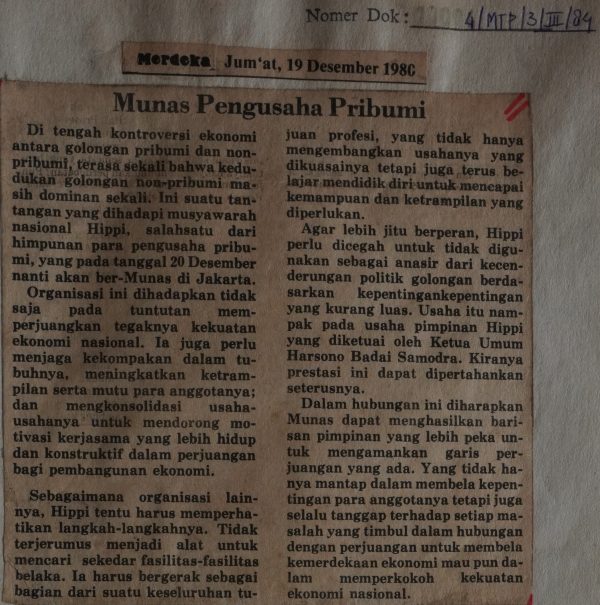 Nomer Dok: 4/MTP/3/III/84
Merdeka Jum'at, 19 Desember 1980
Munas Pengusaha Pribumi
Di tengah kontroversi ekonomi
antara golongan pribumi dan non-
pribumi, terasa sekali bahwa kedu-
dukan golongan non-pribumi ma-
sih dominan sekali. Ini suatu tan-
tangan yang dihadapi musyawarah
nasional Hippi, salahsatu dari
himpunan para pengusaha pribu-
mi, yang pada tanggal 20 Desember
nanti akan ber-Munas di Jakarta.
Organisasi ini dihadapkan tidak
saja pada tuntutan mem-
perjuangkan tegaknya kekuatan
ekonomi nasional. Ia juga perlu
menjaga kekompakan dalam tu-
buhnya, meningkatkan ketram-
pilan serta mutu para anggotanya;
dan mengkonsolidasi usaha-
usahanya untuk mendorong mo-
tivasi kerjasama yang lebih hidup
dan konstruktif dalam perjuangan
bagi pembangunan ekonomi.
Sebagaimana organisasi lain-
nya, Hippi tentu harus memperha-
tikan langkah-langkahnya. Tidak
terjerumus menjadi alat untuk
mencari sekedar fasilitas-fasilitas
belaka. Ia harus bergerak sebagai
bagian dari suatu keseluruhan tu-
juan profesi, yang tidak hanya
mengembangkan usahanya yang
dikuasainya tetapi juga terus be-
lajar mendidik diri untuk mencapai
kemampuan dan ketrampilan yang
diperlukan.
Agar lebih jitu berperan, Hippi
perlu dicegah untuk tidak digu-
nakan sebagai anasir dari kecen-
derungan politik golongan berda-
sarkan kepentingankepentingan
yang kurang luas. Usaha itu nam-
pak pada usaha pimpinan Hippi
yang diketuai oleh Ketua Umum
Harsono Badai Samodra. Kiranya
prestasi ini dapat dipertahankan
seterusnya.
Dalam hubungan ini diharapkan
Munas dapat menghasilkan bari-
san pimpinan yang lebih peka un-
tuk mengamankan garis per-
juangan yang ada. Yang tidak ha-
nya mantap dalam membela kepen-
tingan para anggotanya tetapi juga
selalu tanggap terhadap setiap ma-
salah yang timbul dalam hubungan
dengan perjuangan untuk membela
kemerdekaan ekonomi mau pun da-
lam memperkokoh kekuatan
ekonomi nasional.